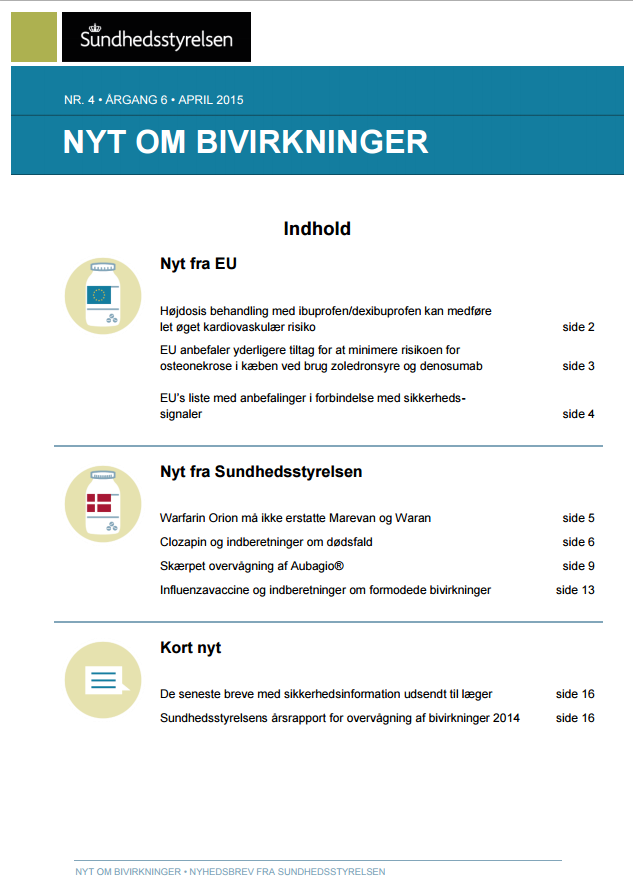 Sundhedsstyrelsen
NR. 4 • ÅRGANG 6 • APRIL 2015
NYT OM BIVIRKNINGER
Indhold
Nyt fra EU
Højdosis behandling med ibuprofen/dexibuprofen kan medføre
let øget kardiovaskulær risiko side 2
EU anbefaler yderligere tiltag for at minimere risikoen for
osteonekrose i kæben ved brug zoledronsyre og denosumab side 3
EU's liste med anbefalinger i forbindelse med sikkerheds-
signaler side 4
Nyt fra Sundhedsstyrelsen
Warfarin Orion må ikke erstatte Marevan og Waran side 5
Clozapin og indberetninger om dødsfald side 6
Skærpet overvågning af Aubagio® side 9
Influenzavaccine og indberetninger om formodede bivirkninger side 13
Kort nyt
De seneste breve med sikkerhedsinformation udsendt til læger side 16
Sundhedsstyrelsens årsrapport for overvågning af bivirkninger 2014 side 16
NYT OM BIVIRKNINGER • NYHEDSBREV FRA SUNDHEDSSTYRELSEN